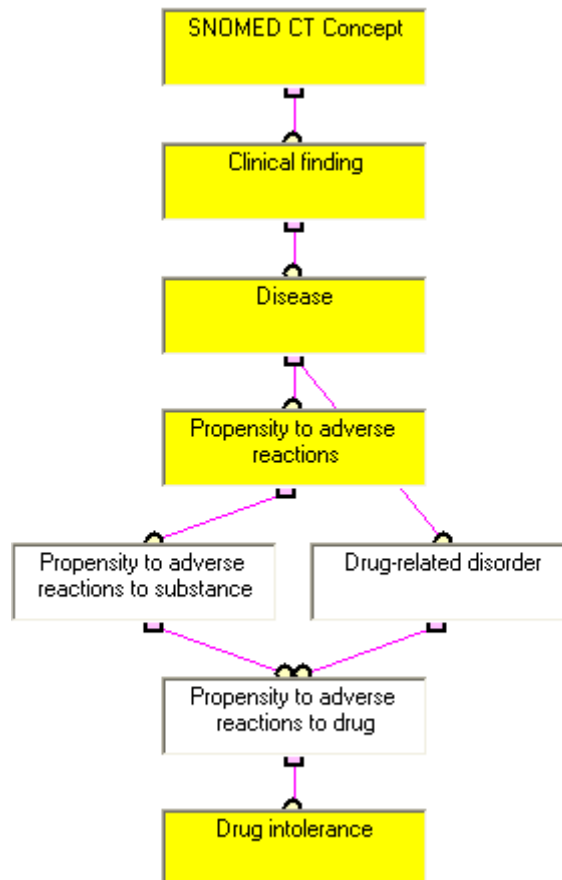 SNOMED CT Concept
Clinical finding
Disease
Propensity to adverse
reactions
Propensity to adverse
reactions to substance
Drug-related disorder
Propensity to adverse
reactions to drug
Drug intolerance